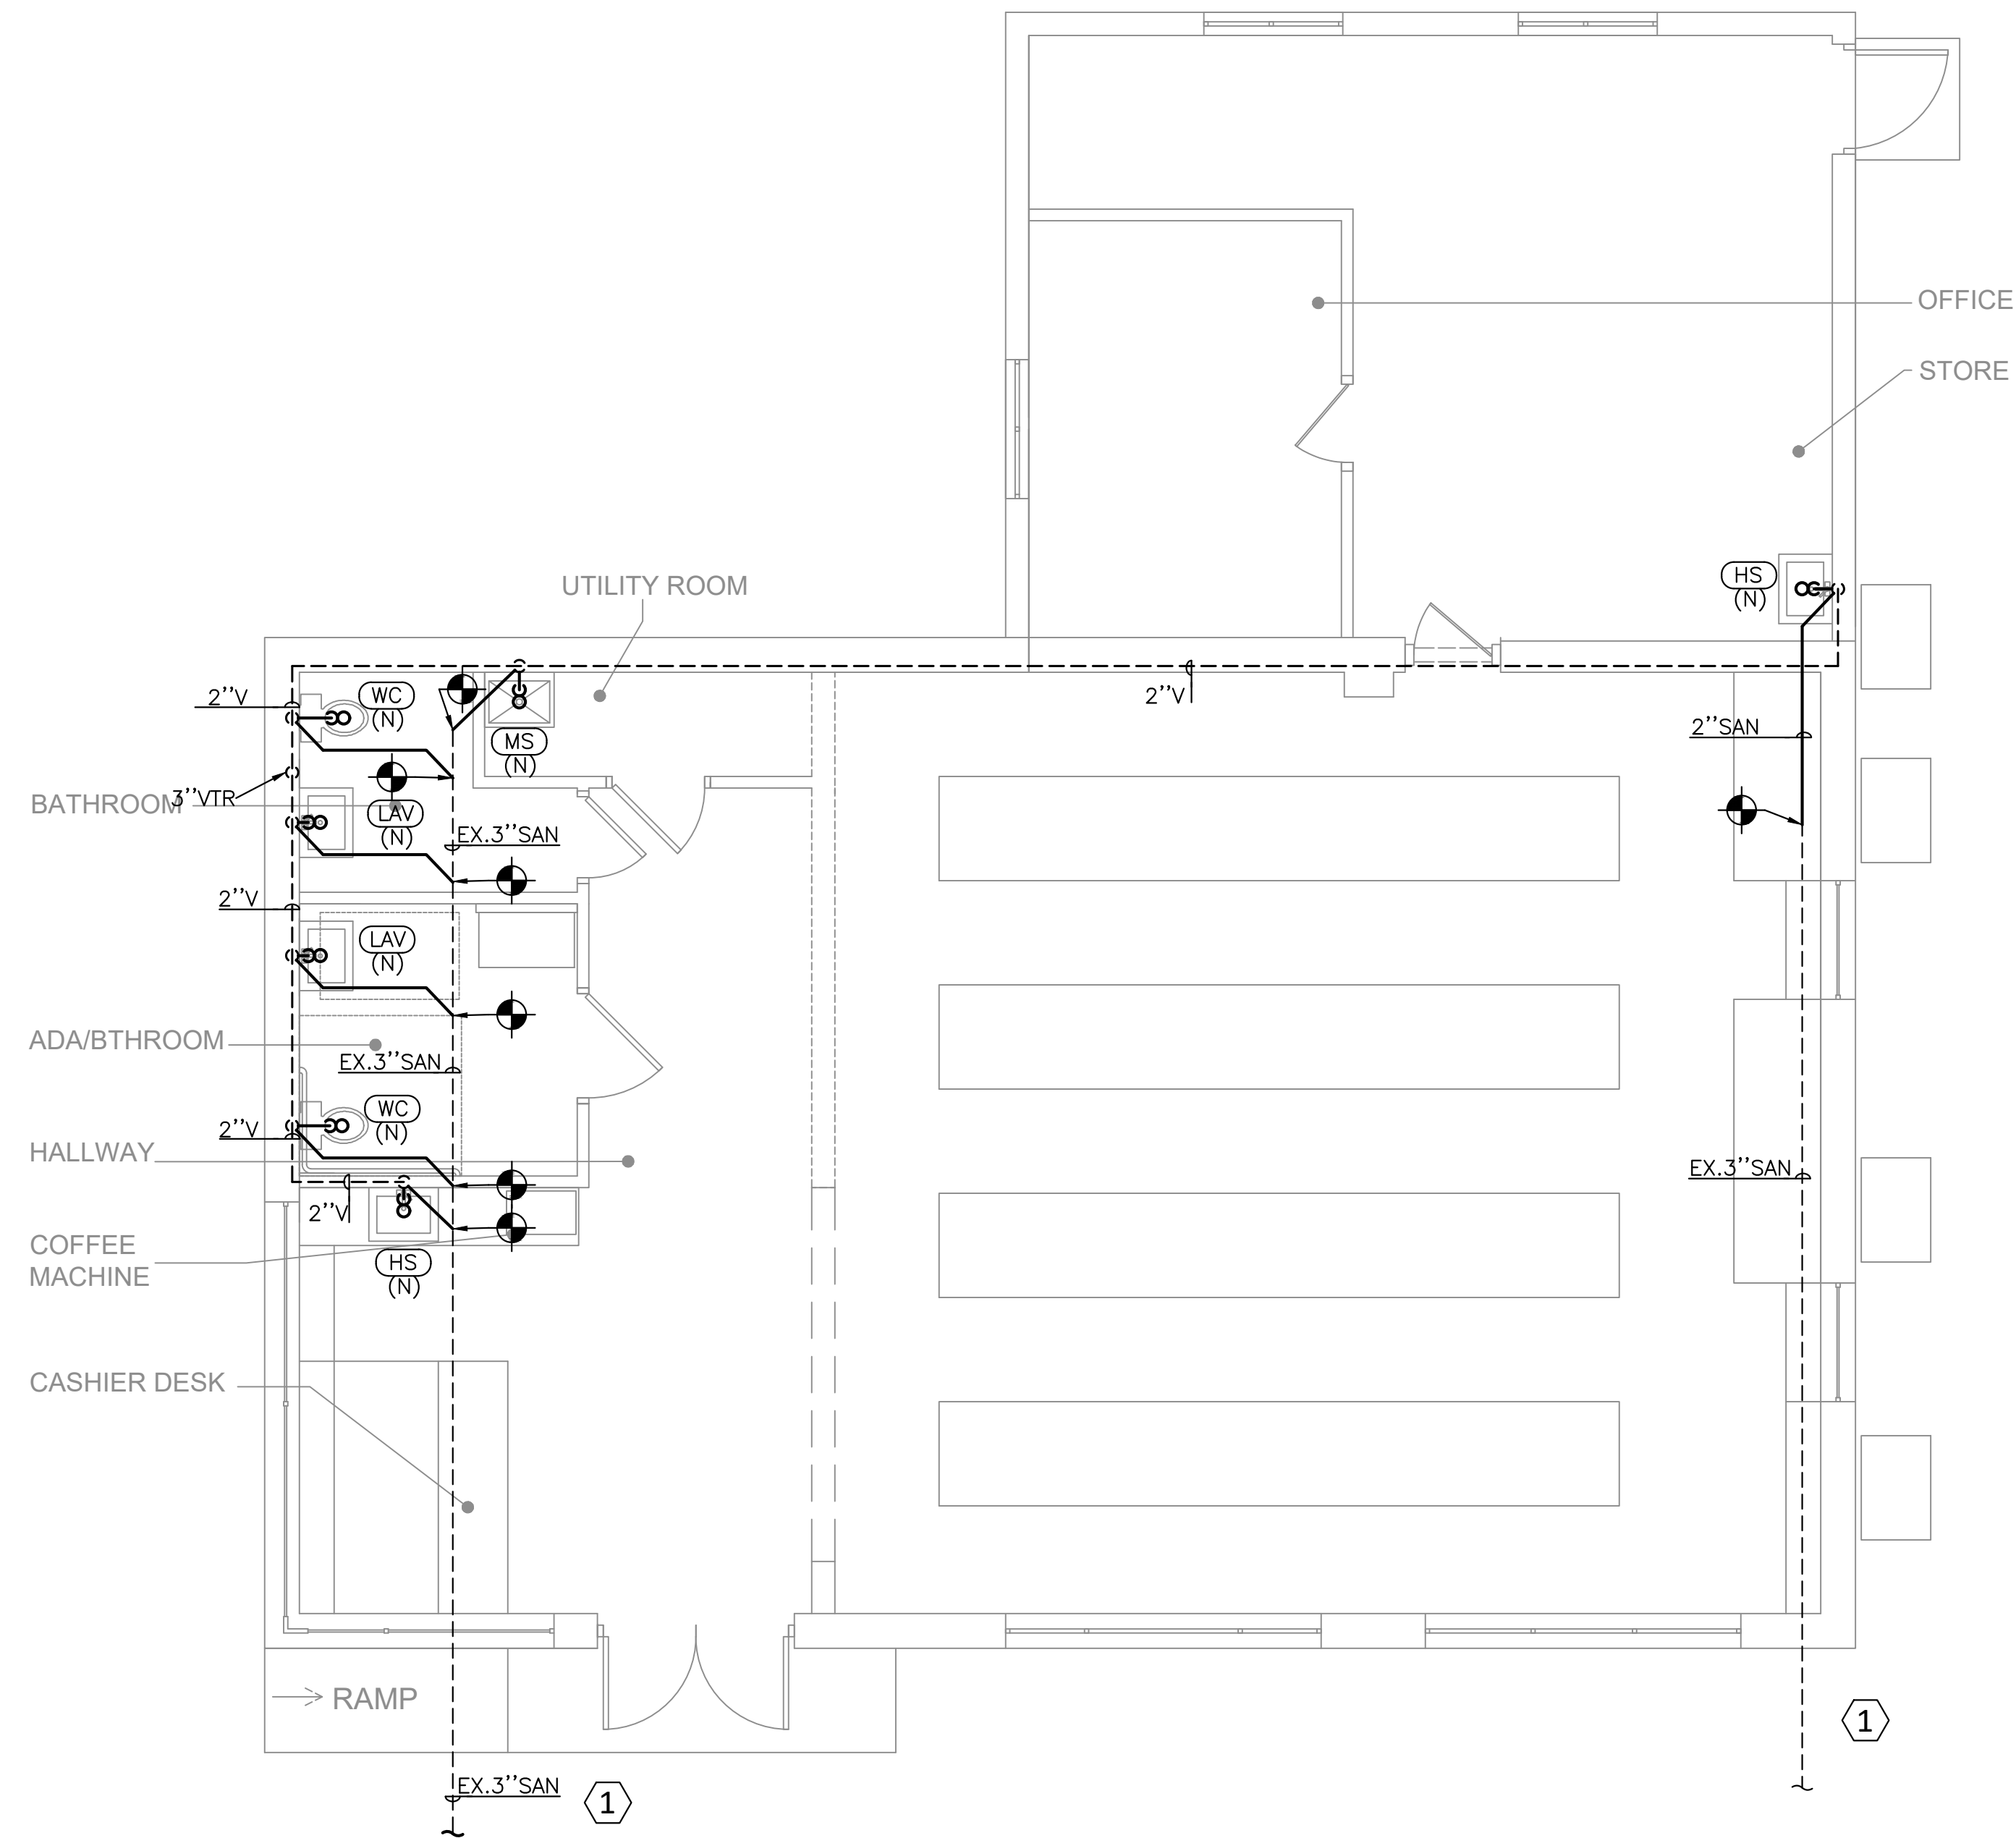 OFFICE
STORE
UTILITY ROOM
HS
(N)
2''V
WC
(N)
2''V
MS
(N)
2''SAN
3''VTR
BATHROOM
LAV
(N)
EX.3''SAN
2''V
LAV
(N)
ADA/BTHROOM
EX.3''SAN
WC
(N)
2''V
HALLWAY
EX.3''SAN
2''V
COFFEE
MACHINE
HS
(N)
CASHIER DESK
RAMP
1
EX.3''SAN
1